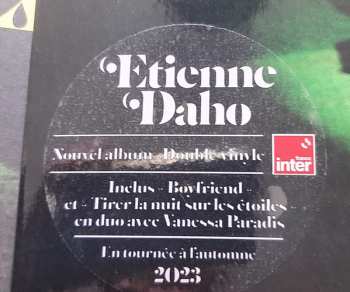 Etienne
Daho
Nouvel album - Double vinyle
france
inter
Inclus - Boyfriend -
et - Tirer la nuit sur les étoiles -
en duo avec Vanessa Paradis
En tournée à l'automne
2023